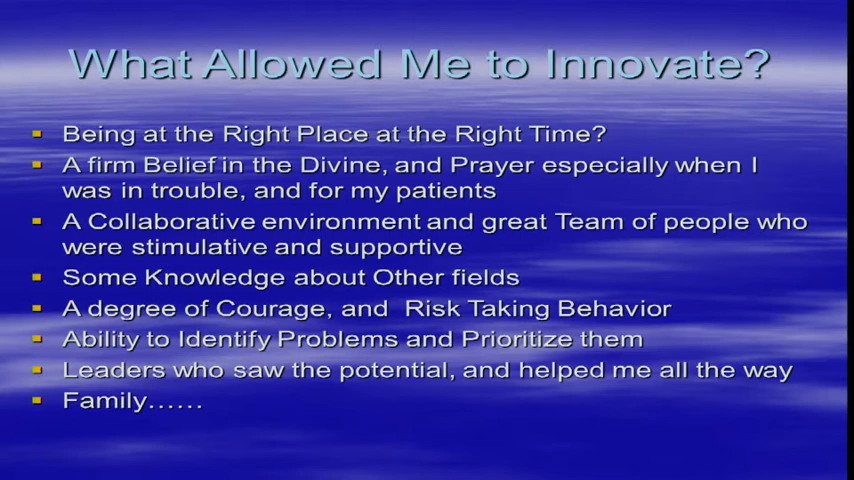 What Allowed Me to Innovate?
Being at the Right Place at the Right Time?
A firm Belief in the Divine, and Prayer especially when I
was in trouble, and for my patients
A Collaborative environment and great Team of people who
were stimulative and supportive
Some Knowledge about Other fields
A degree of Courage, and  Risk Taking Behavior
Ability to Identify Problems and Prioritize them
Leaders who saw the potential, and helped me all the way
Family……